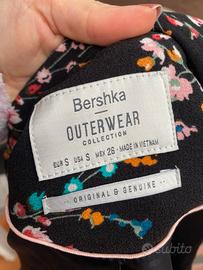 Bershka
OUTERWEAR
COLLECTION
EUR S USA S MEX 26 - MADE IN VIETNAM
ORIGINAL & GENUINE
subito